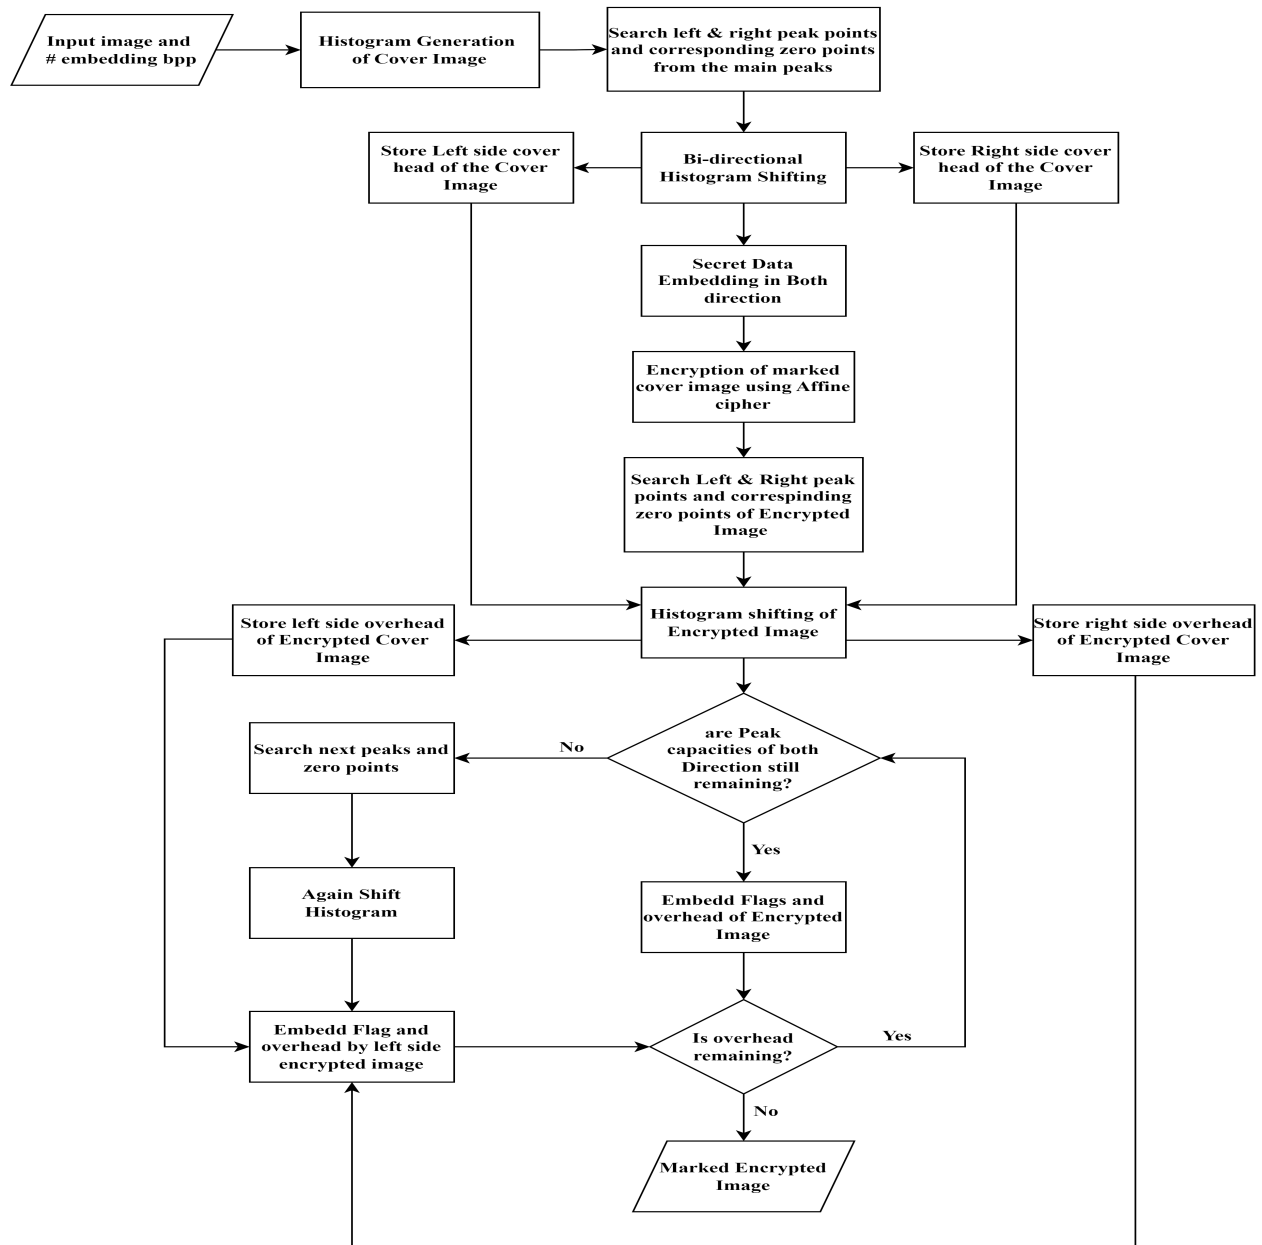 Input image and
# embedding bpp
Histogram Generation
of Cover Image
Search left & right peak points
and corresponding zero points
from the main peaks
Store Left side cover
head of the Cover
Image
Bi-directional
Histogram Shifting
Store Right side cover
head of the Cover
Image
Secret Data
Embedding in Both
direction
Encryption of marked
cover image using Affine
cipher
Search Left & Right peak
points and correspinding
zero points of Encrypted
Image
Histogram shifting of
Encrypted Image
Store left side overhead
of Encrypted Cover
Image
Store right side overhead
of Encrypted Cover
Image
are Peak
capacities of both
Direction still
remaining?
No
Search next peaks and
zero points
Yes
Again Shift
Histogram
Embedd Flags and
overhead of Encrypted
Image
Embedd Flag and
overhead by left side
encrypted image
Is overhead
remaining?
Yes
No
Marked Encrypted
Image